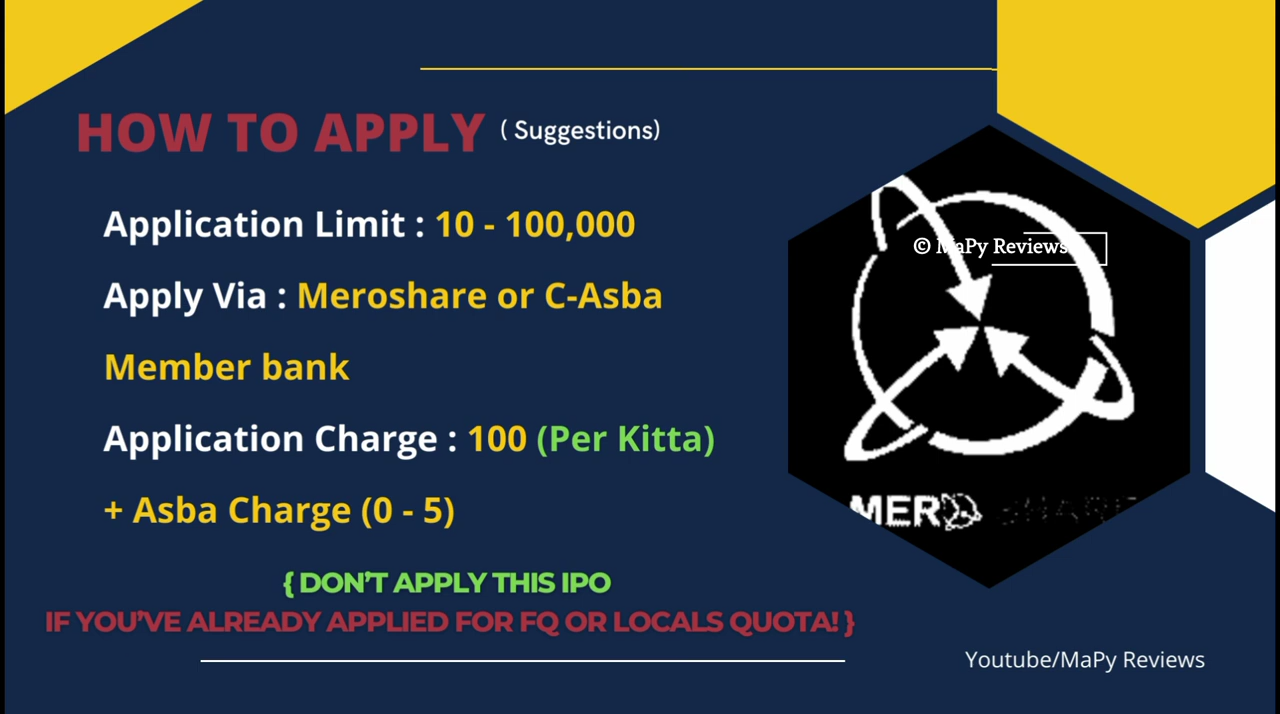 HOW TO APPLY ( Suggestions)
Application Limit : 10 - 100,000
Apply Via : Meroshare or C-Asba
Member bank
Application Charge : 100 (Per Kitta)
+ Asba Charge (0 - 5)
{ DON'T APPLY THIS IPO
IF YOU'VE ALREADY APPLIED FOR FQ OR LOCALS QUOTA! }
© MaPy Reviews
MERO
Youtube/MaPy Reviews